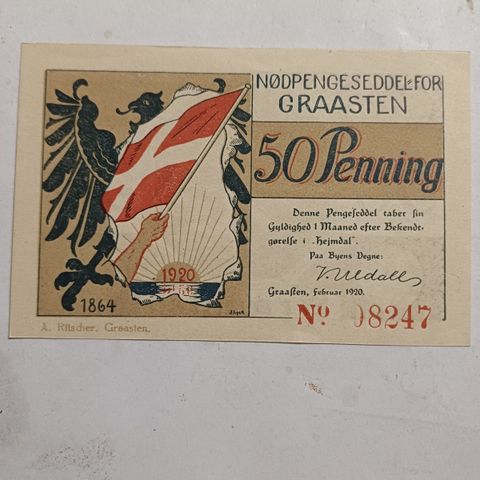 NØDPENGESEDDEL FOR
GRAASTEN
50 Penning
Denne Pengeseddel taber sin
Gyldighed 1 Maaned efter Bekendt-
gørelse i „Hejmdal".
Paa Byens Vegne:
Graasten, Februar 1920.
No 08247
1920
1864
A. Ritscher, Graasten.